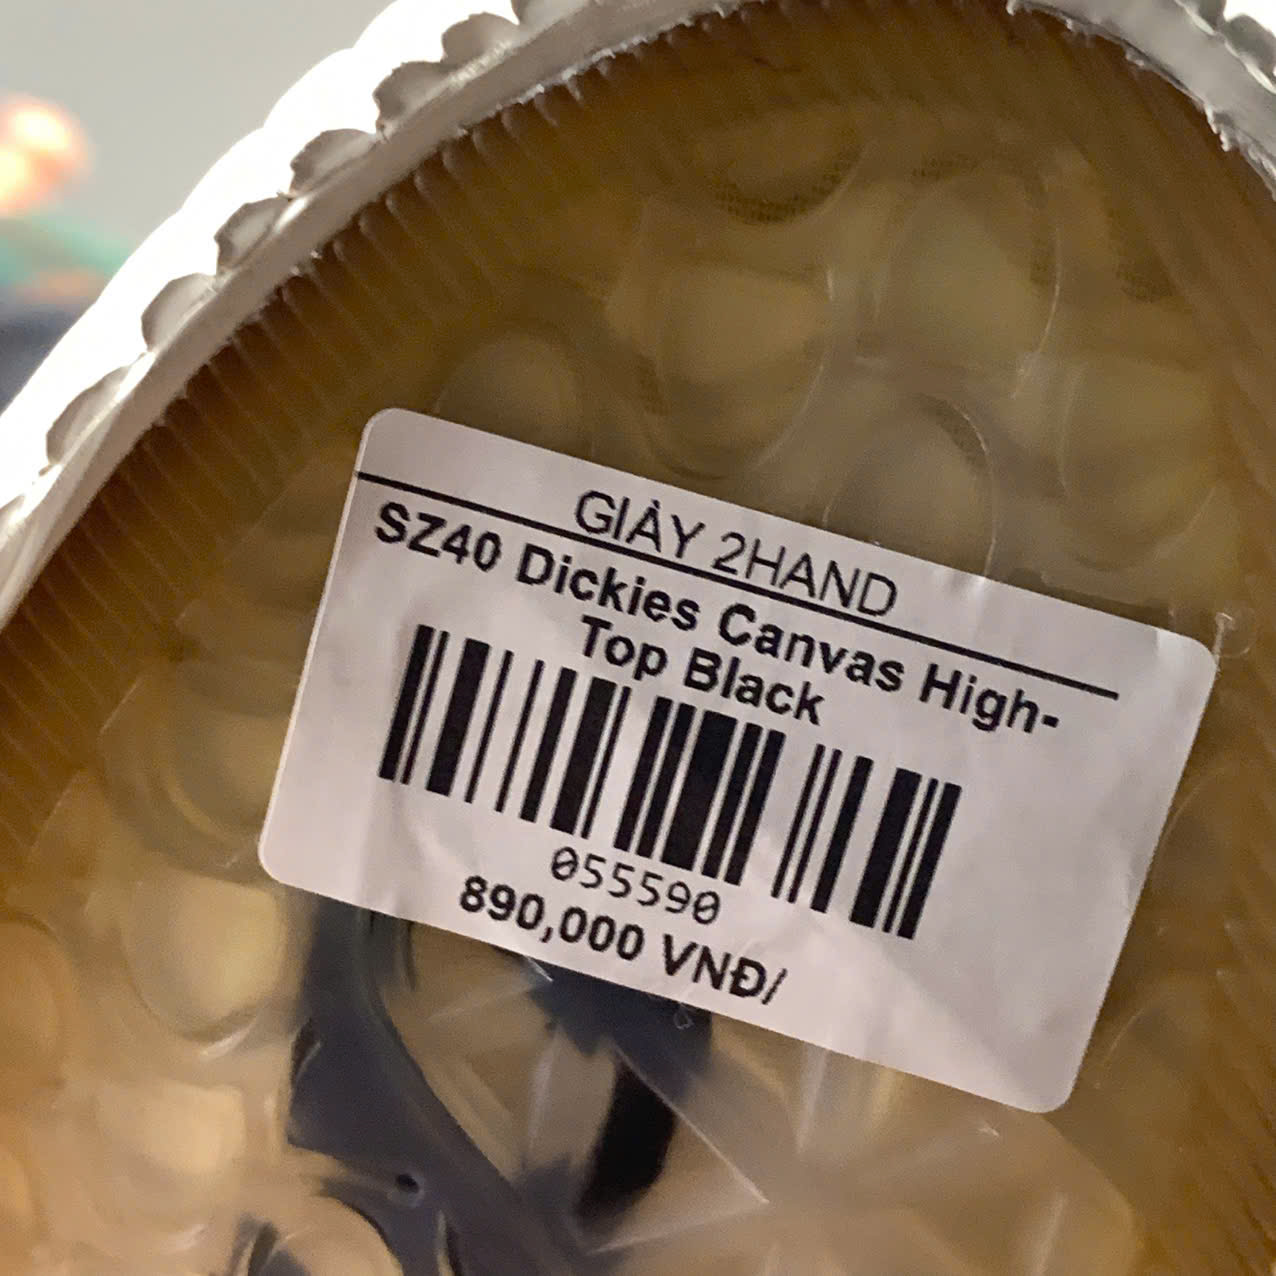 GIÀY 2HAND
SZ40 Dickies Canvas High-
Top Black
055590
890,000 VNĐ/